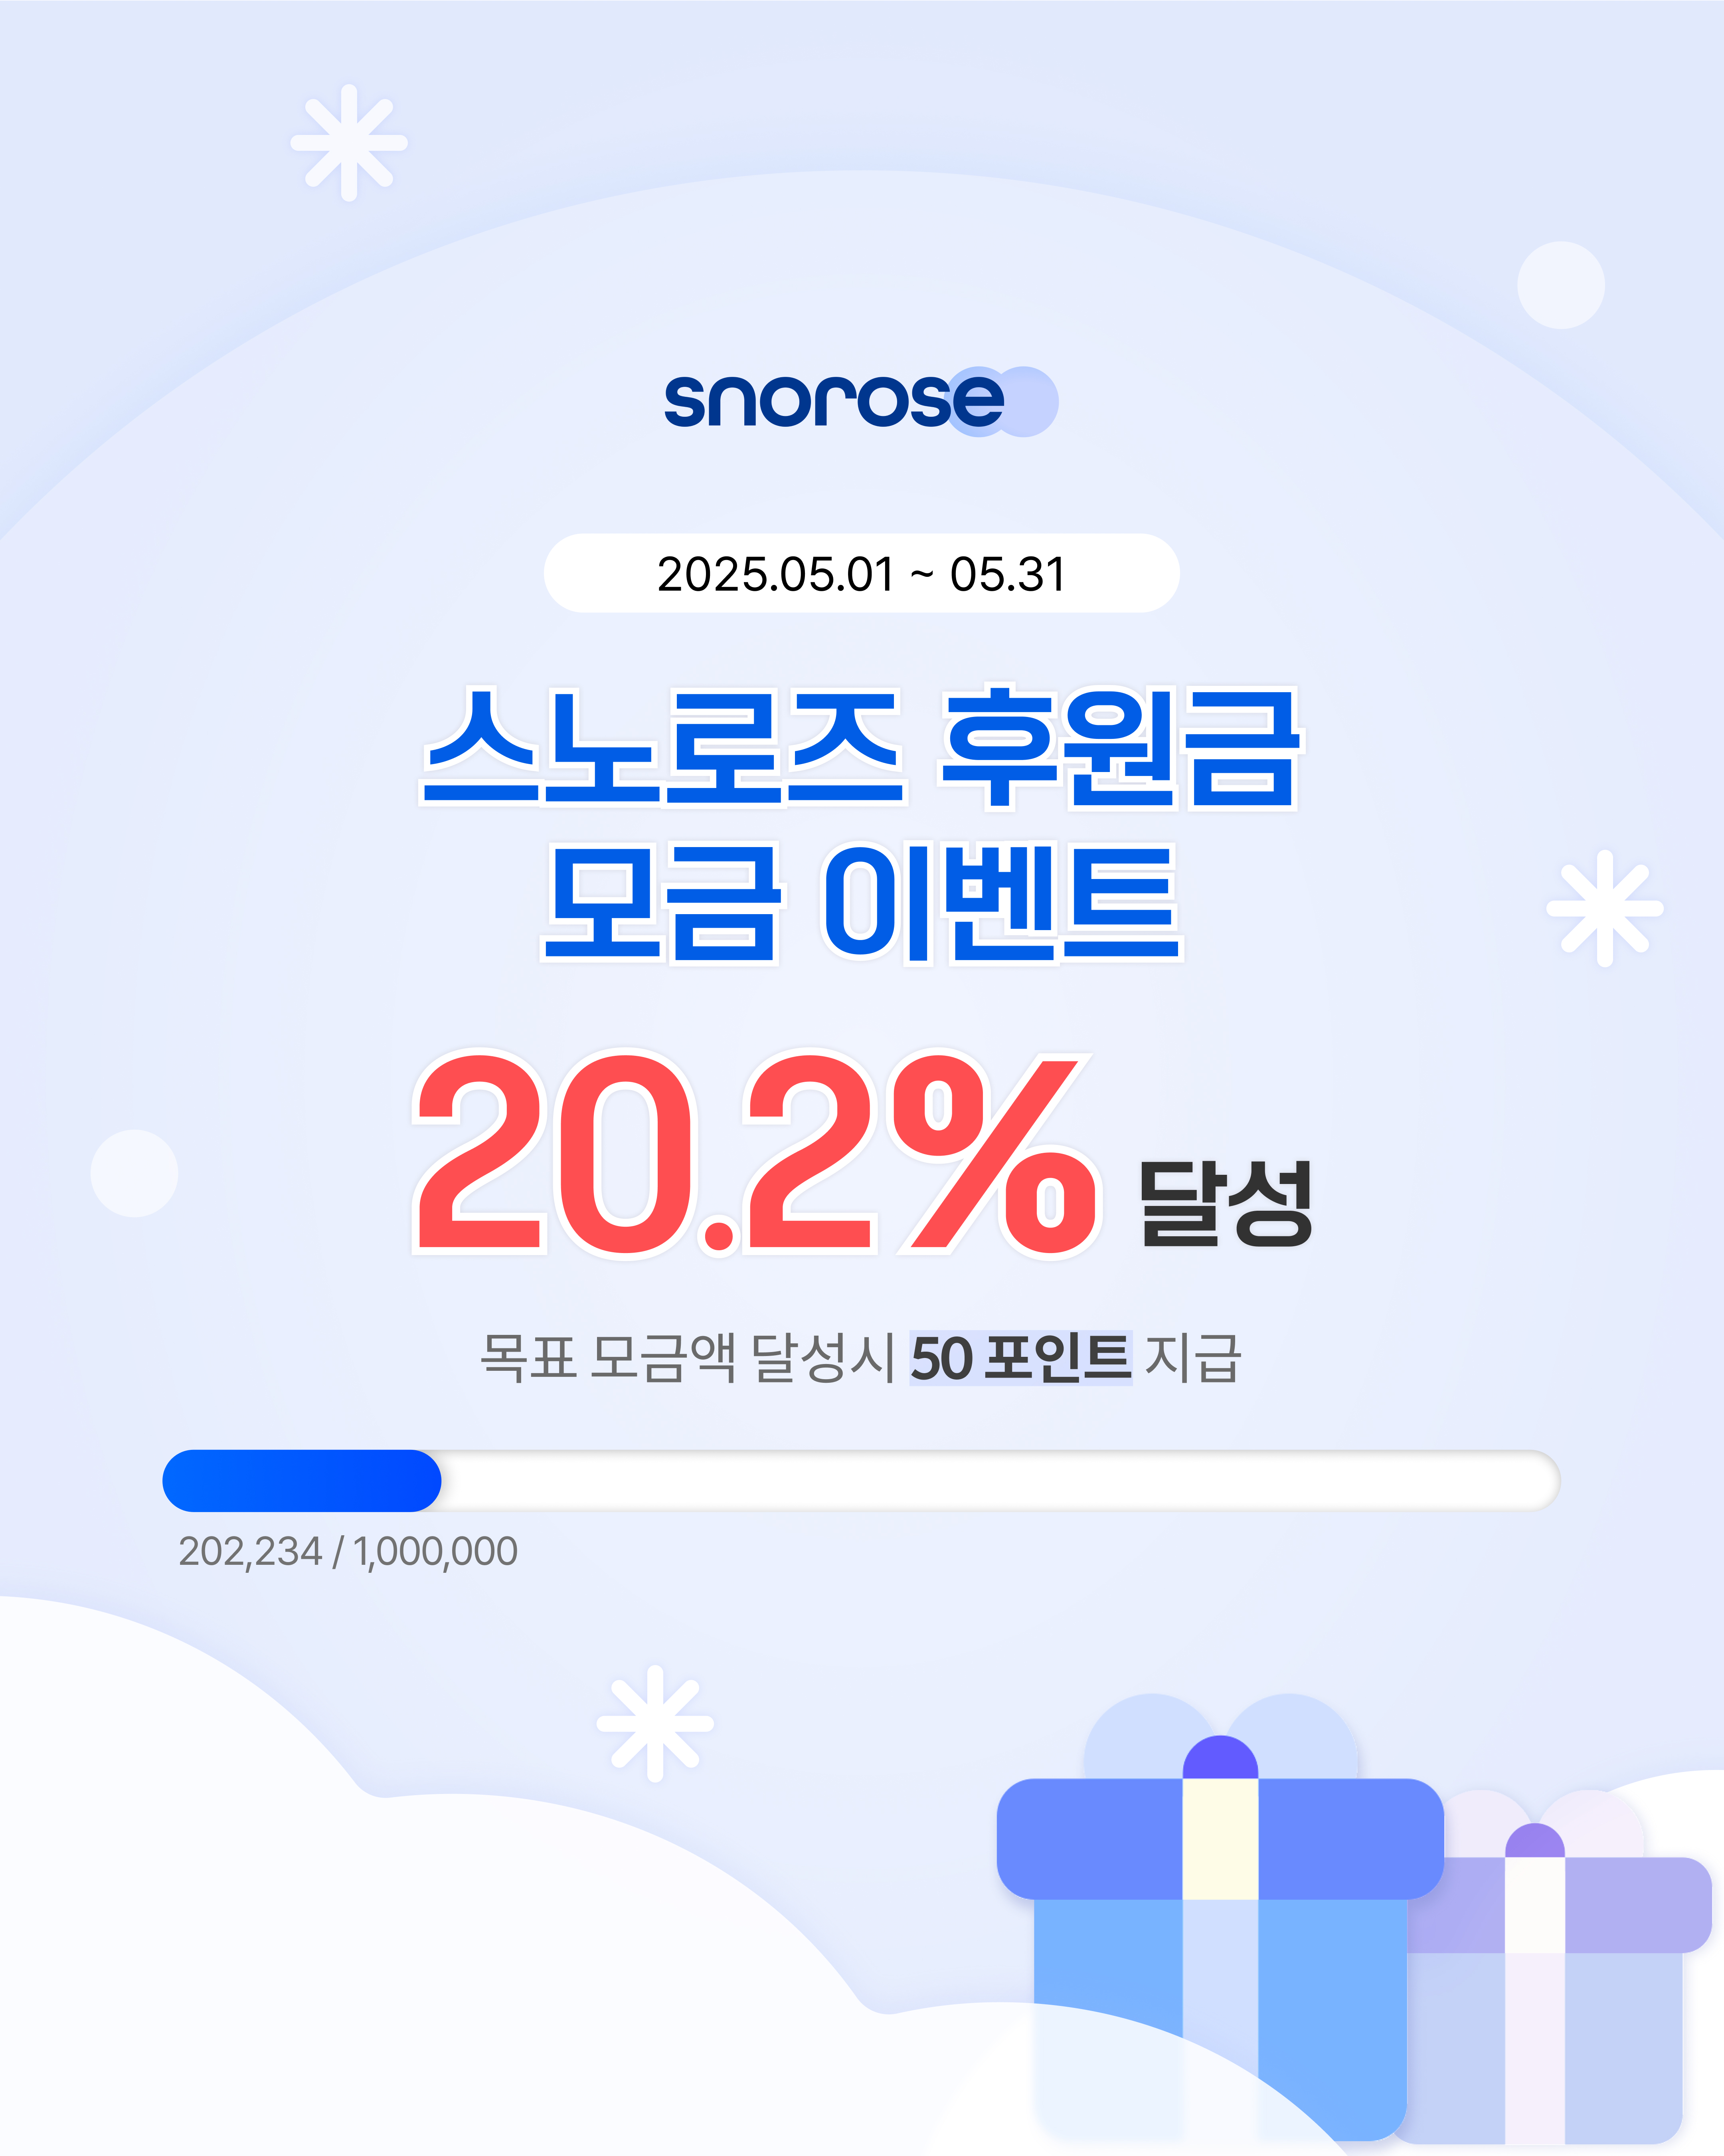 snorose
2025.05.01 ~ 05.31
스노로즈 후원금
모금 이벤트
20.2% 달성
목표 모금액 달성시 50 포인트 지급
202,234 / 1,000,000